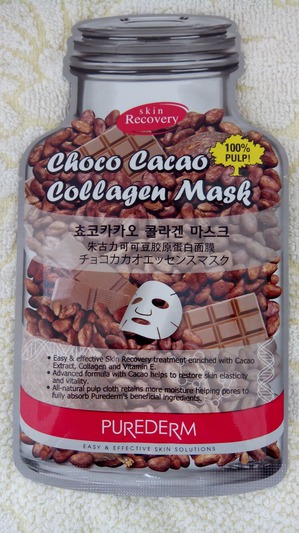 skin
Recovery
100%
PULP!
Choco Cacao
Collagen Mask
쵸코카카오 콜라겐 마스크
朱古力可可豆胶原蛋白面膜
チョコカカオエッセンスマスク
• Easy & effective Skin Recovery treatment enriched with Cacao
Extract, Collagen and Vitamin E.
• Advanced formula with Cacao helps to restore skin elasticity
and vitality.
• All-natural pulp cloth retains more moisture helping pores to
fully absorb Purederm's beneficial ingredients.
PUREDERM
EASY & EFFECTIVE SKIN SOLUTIONS